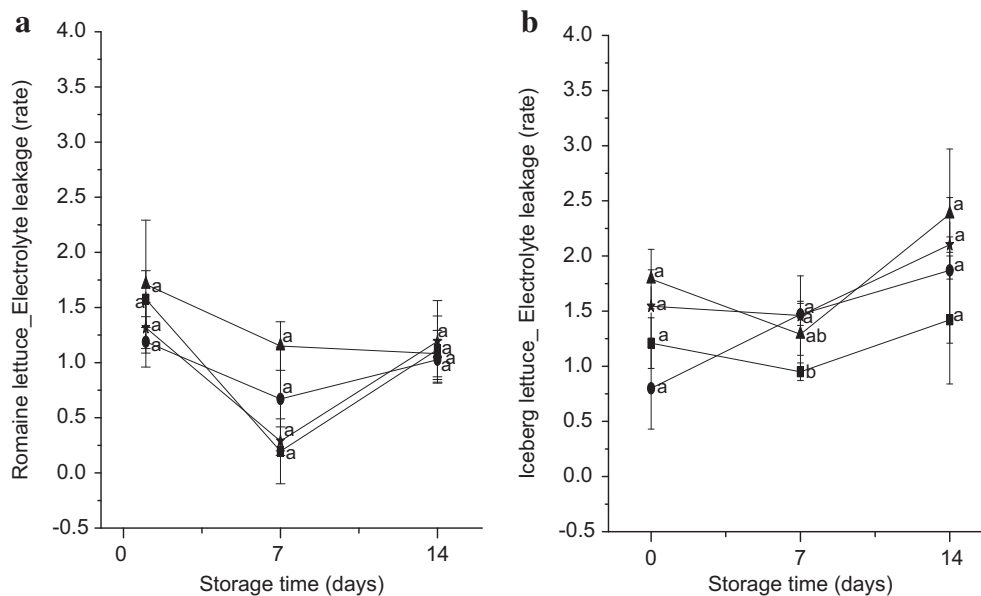 a
4.0
3.5
3.0
2.5
2.0
1.5
1.0
0.5
0.0
-0.5
Romaine lettuce_Electrolyte leakage (rate)
a
a
a
a
a
a
a
a
a
a
a
a
0
7
14
Storage time (days)
b
4.0
3.5
3.0
2.5
2.0
1.5
1.0
0.5
0.0
-0.5
Iceberg lettuce_ Electrolyte leakage (rate)
a
a
a
a
a
a
ab
b
a
a
a
a
0
7
14
Storage time (days)